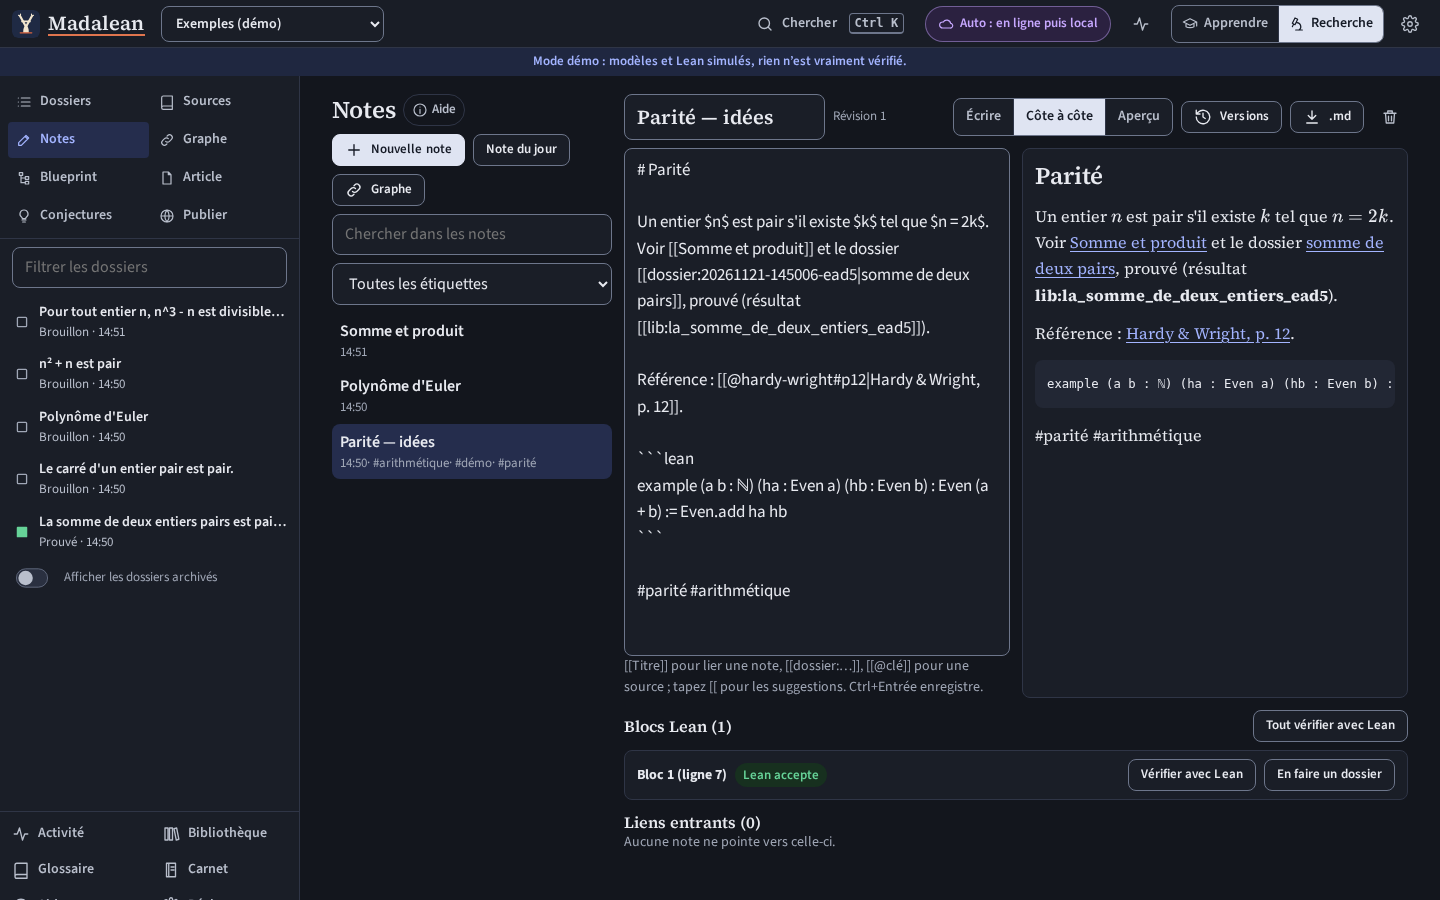 Madalean
Exemples (démo)
Chercher Ctrl K
Auto : en ligne puis local
Apprendre
Recherche
Mode démo : modèles et Lean simulés, rien n’est vraiment vérifié.
Dossiers
Sources
Notes
Graphe
Blueprint
Article
Conjectures
Publier
Filtrer les dossiers
Pour tout entier n, n^3 - n est divisible…
Brouillon · 14:51
n² + n est pair
Brouillon · 14:50
Polynôme d'Euler
Brouillon · 14:50
Le carré d'un entier pair est pair.
Brouillon · 14:50
La somme de deux entiers pairs est pai…
Prouvé · 14:50
Afficher les dossiers archivés
Activité
Bibliothèque
Glossaire
Carnet
Notes
Aide
Nouvelle note
Note du jour
Graphe
Chercher dans les notes
Toutes les étiquettes
Somme et produit
14:51
Polynôme d'Euler
14:50
Parité — idées
14:50· #arithmétique· #démo· #parité
Parité — idées
Révision 1
Écrire
Côte à côte
Aperçu
Versions
.md
# Parité
Un entier $n$ est pair s'il existe $k$ tel que $n = 2k$.
Voir [[Somme et produit]] et le dossier
[[dossier:20261121-145006-ead5|somme de deux
pairs]], prouvé (résultat
[[lib:la_somme_de_deux_entiers_ead5]]).
Référence : [[@hardy-wright#p12|Hardy & Wright,
p. 12]].
```lean
example (a b : ℕ) (ha : Even a) (hb : Even b) : Even (a
+ b) := Even.add ha hb
```
#parité #arithmétique
[[Titre]] pour lier une note, [[dossier:…]], [[@clé]] pour une
source ; tapez [[ pour les suggestions. Ctrl+Entrée enregistre.
Parité
Un entier n est pair s'il existe k tel que n = 2k.
Voir Somme et produit et le dossier somme de
deux pairs, prouvé (résultat
lib:la_somme_de_deux_entiers_ead5).
Référence : Hardy & Wright, p. 12.
example (a b : ℕ) (ha : Even a) (hb : Even b) :
#parité #arithmétique
Blocs Lean (1)
Tout vérifier avec Lean
Bloc 1 (ligne 7)
Lean accepte
Vérifier avec Lean
En faire un dossier
Liens entrants (0)
Aucune note ne pointe vers celle-ci.